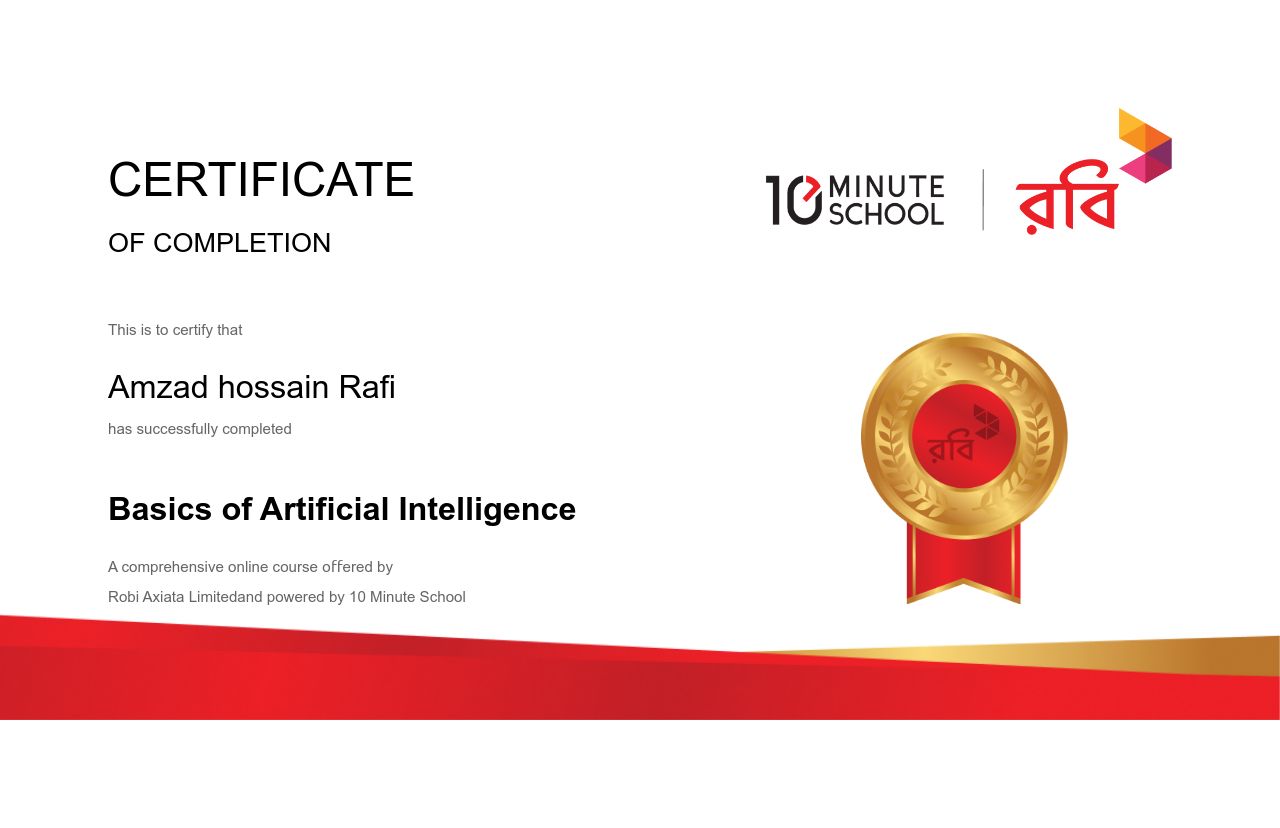 CERTIFICATE
OF COMPLETION
10 MINUTE
SCHOOL
রবি
This is to certify that
Amzad hossain Rafi
has successfully completed
রবি
Basics of Artificial Intelligence
A comprehensive online course offered by
Robi Axiata Limitedand powered by 10 Minute School